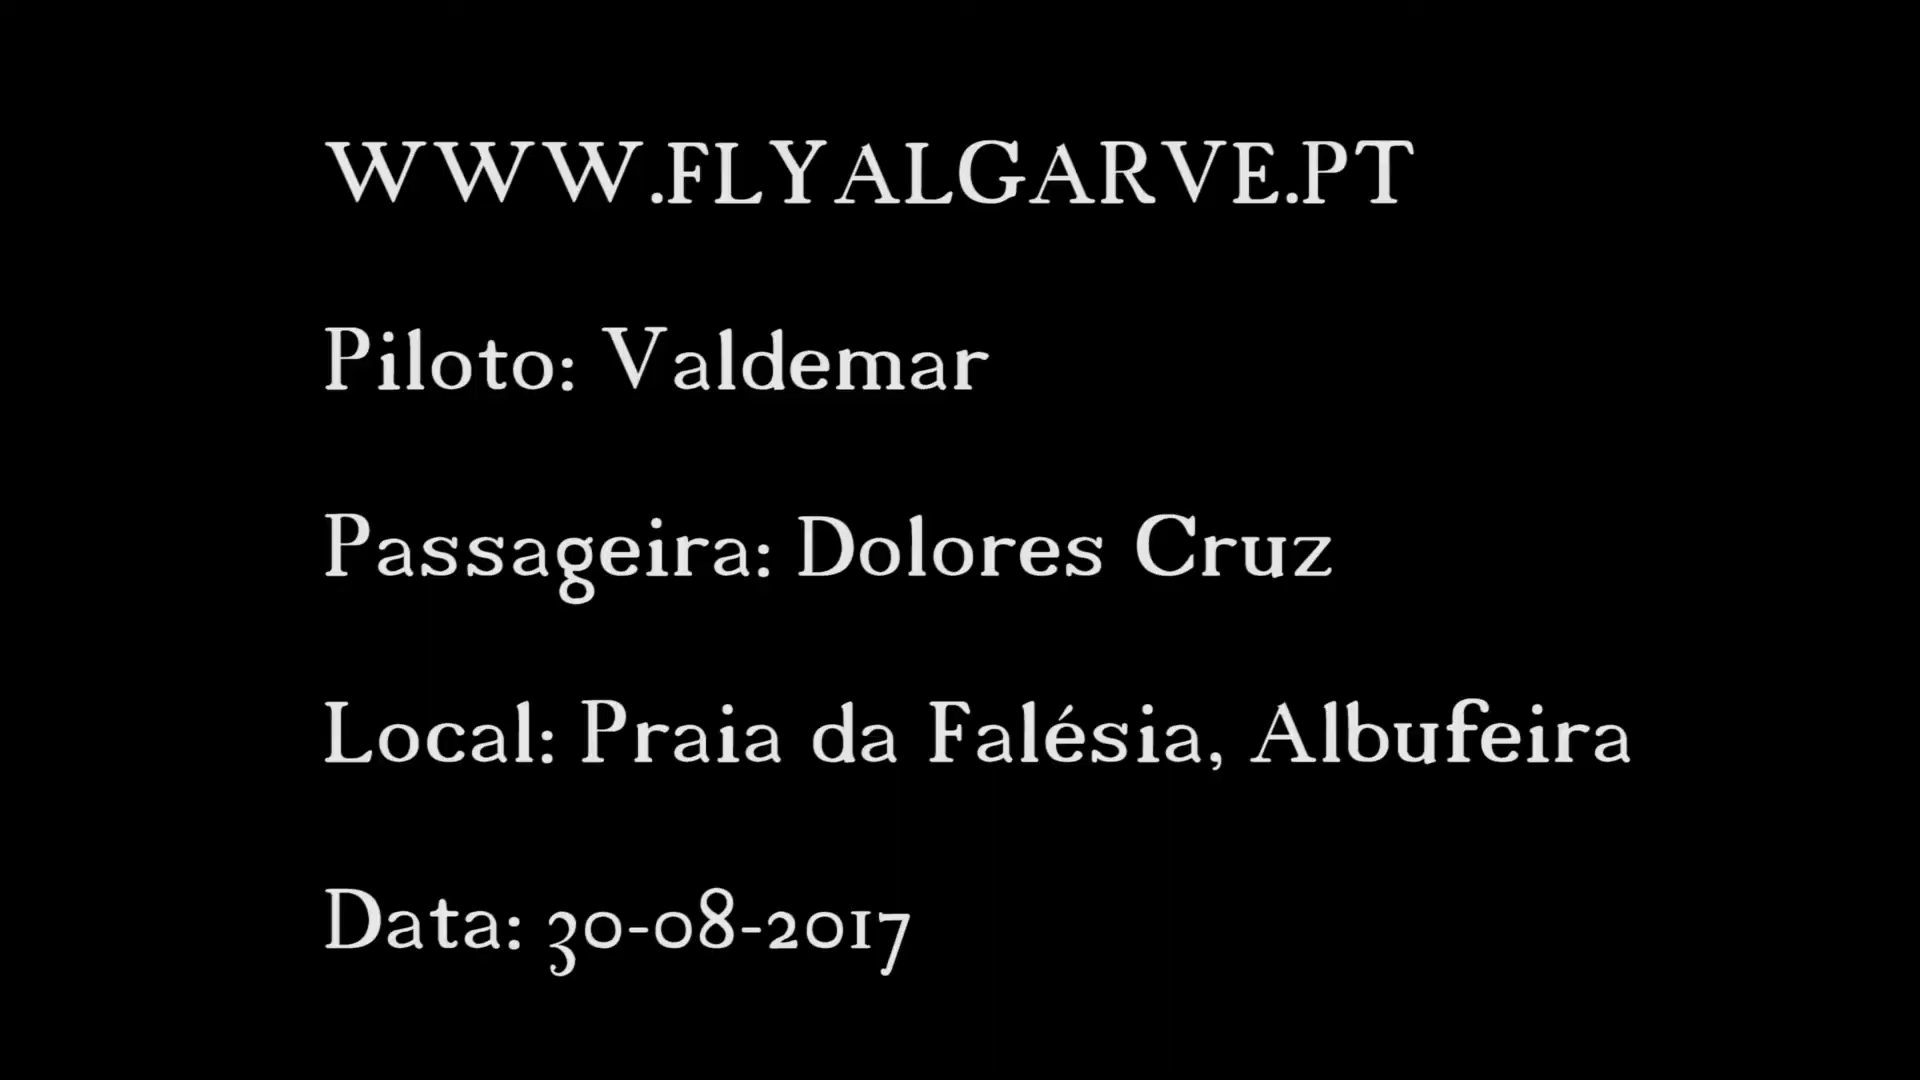 WWW.FLYALGARVE.PT
Piloto: Valdemar
Passageira: Dolores Cruz
Local: Praia da Falésia, Albufeira
Data: 30-08-2017